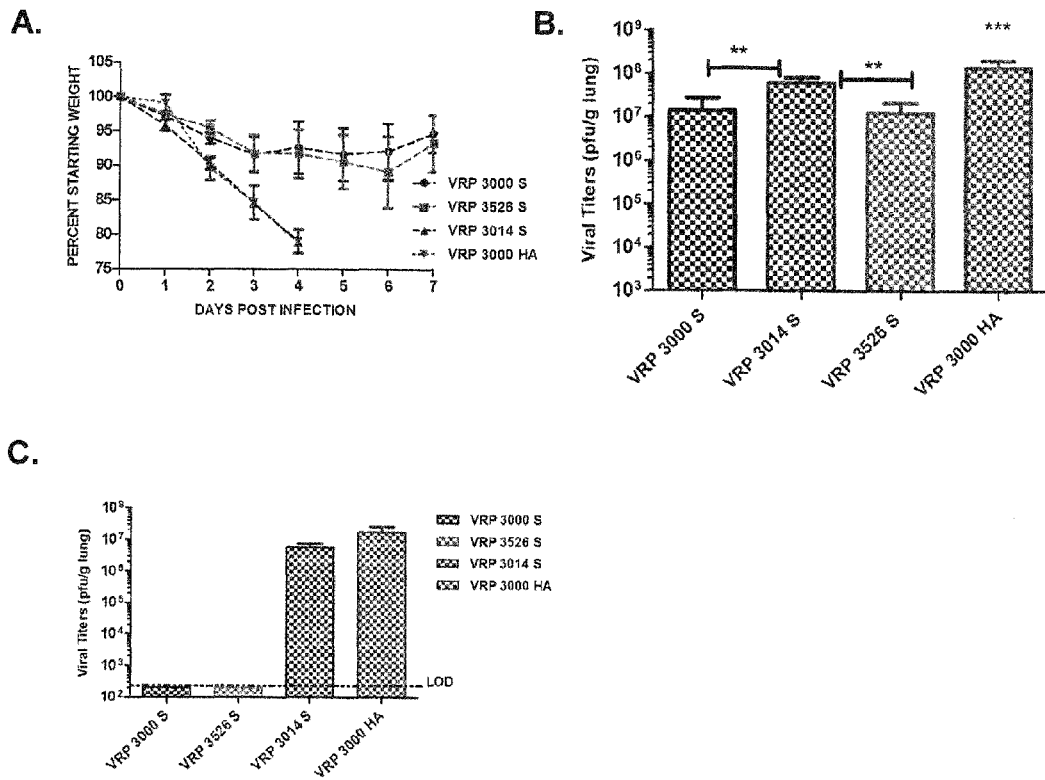 A.
PERCENT STARTING WEIGHT
105
100
95
90
85
80
75
0 1 2 3 4 5 6 7
DAYS POST INFECTION
VRP 3000 S
VRP 3526 S
VRP 3014 S
VRP 3000 HA
B.
Viral Titers (pfu/g lung)
10⁹
10⁸
10⁷
10⁶
10⁵
10⁴
10³
**
**
***
VRP 3000 S
VRP 3014 S
VRP 3526 S
VRP 3000 HA
C.
Viral Titers (pfu/g lung)
10⁸
10⁷
10⁶
10⁵
10⁴
10³
10²
LOD
VRP 3000 S
VRP 3526 S
VRP 3014 S
VRP 3000 HA
VRP 3000 S
VRP 3526 S
VRP 3014 S
VRP 3000 HA